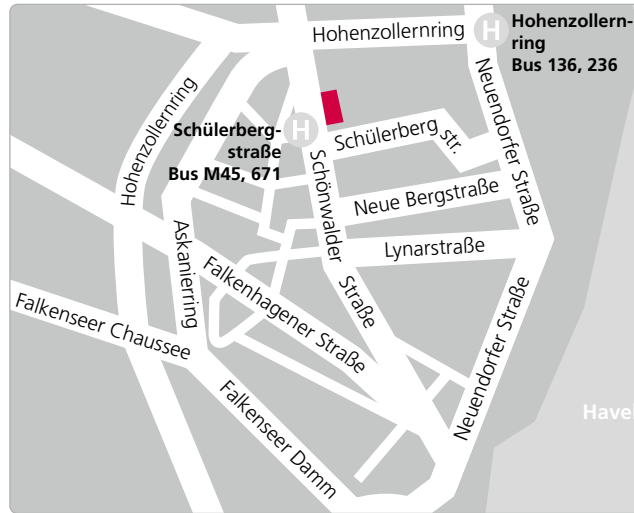 Hohenzollernring
H
Hohenzollern-
ring
Bus 136, 236
Schülerberg-
straße
Bus M45, 671
H
Schülerberg
str.
Neuendorfer Straße
Hohenzollernring
Schönwalder
Straße
Neue Bergstraße
Lynarstraße
Askanierring
Falkenhagener Straße
Falkenseer Chaussee
Neuendorfer Straße
Falkenseer Damm
Havel